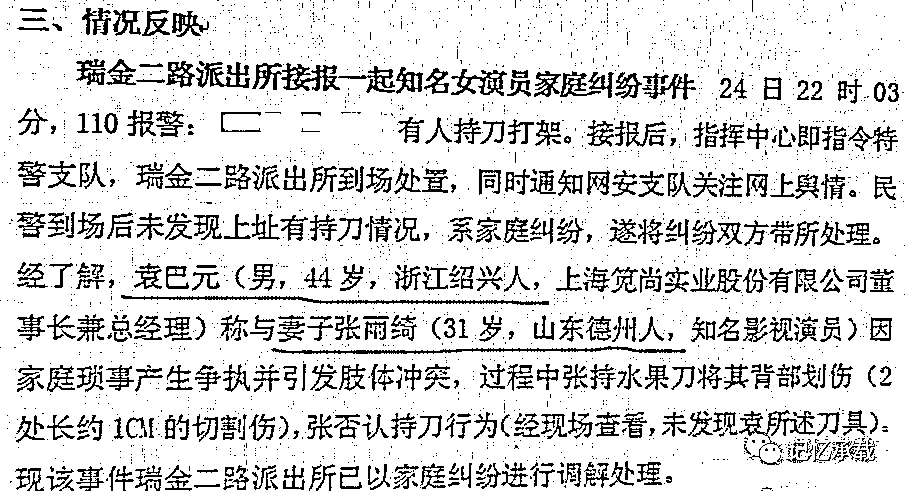 三、情况反映
瑞金二路派出所接报一起知名女演员家庭纠纷事件 24 日 22 时 03
分，110 报警： 有人持刀打架。接报后，指挥中心即指令特
警支队，瑞金二路派出所到场处置，同时通知网安支队关注网上舆情。民
警到场后未发现上址有持刀情况，系家庭纠纷，遂将纠纷双方带所处理。
经了解，袁巴元（男，44 岁，浙江绍兴人，上海笕尚实业股份有限公司董
事长兼总经理）称与妻子张雨绮（31 岁，山东德州人，知名影视演员）因
家庭琐事产生争执并引发肢体冲突，过程中张持水果刀将其背部划伤（2
处长约 1CM 的切割伤），张否认持刀行为（经现场查看，未发现袁所述刀具）。
现该事件瑞金二路派出所已以家庭纠纷进行调解处理。
记忆承载